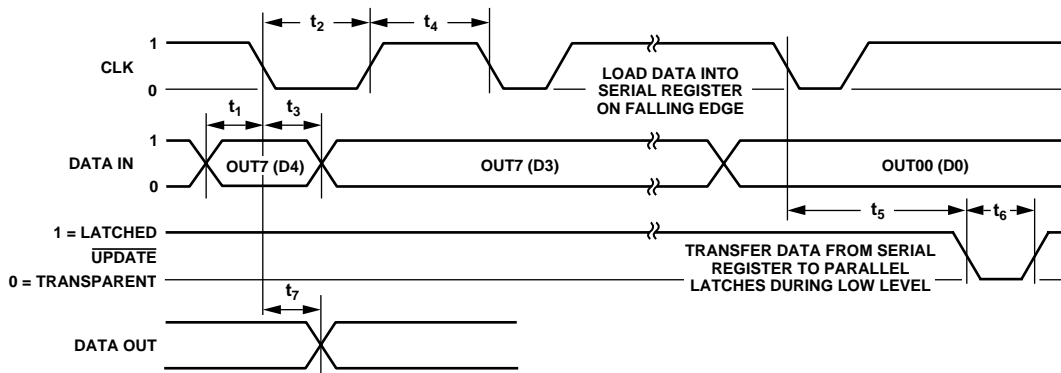 t2
t4
1
CLK
0
LOAD DATA INTO
SERIAL REGISTER
ON FALLING EDGE
t1
t3
1
DATA IN
0
OUT7 (D4)
OUT7 (D3)
OUT00 (D0)
t5
t6
1 = LATCHED
UPDATE
0 = TRANSPARENT
TRANSFER DATA FROM SERIAL
REGISTER TO PARALLEL
LATCHES DURING LOW LEVEL
t7
DATA OUT